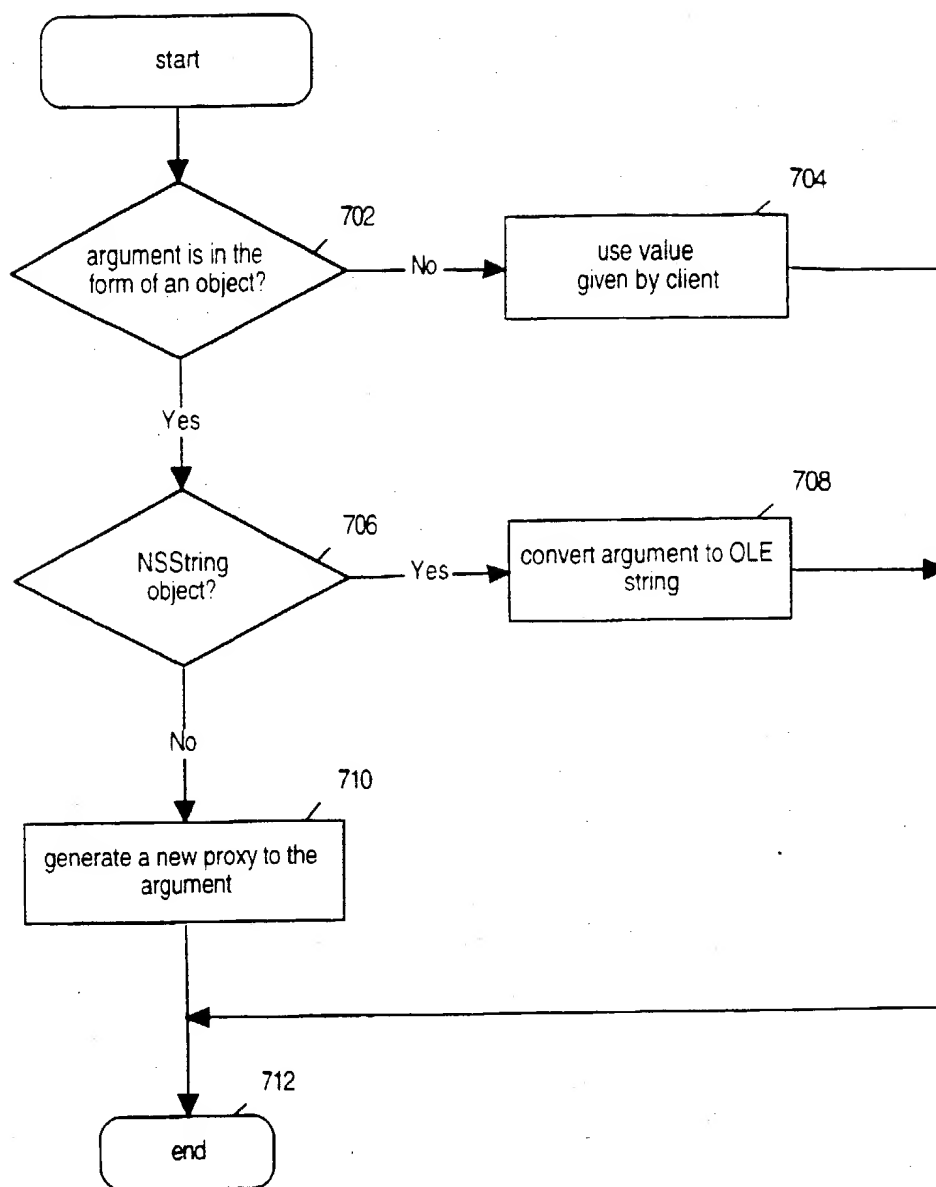 start
702
argument is in the
form of an object?
No
704
use value
given by client
Yes
706
NSString
object?
Yes
708
convert argument to OLE
string
No
710
generate a new proxy to the
argument
712
end